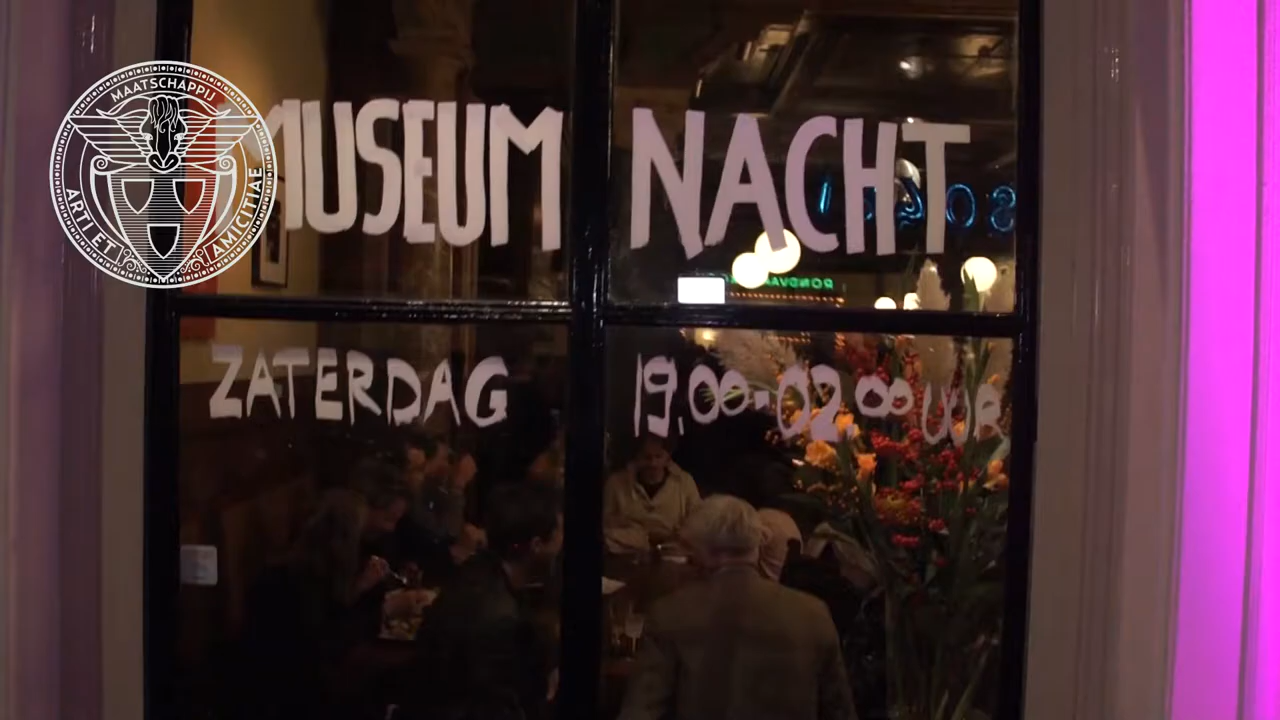 MAATSCHAPPIJ
ARTI ET AMICITIAE
MUSEUM NACHT
ZATERDAG 19.00-02.00 UUR